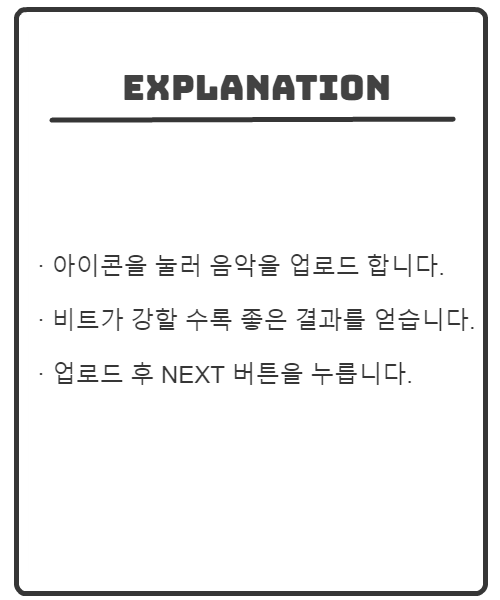 EXPLANATION
· 아이콘을 눌러 음악을 업로드 합니다.
· 비트가 강할 수록 좋은 결과를 얻습니다.
· 업로드 후 NEXT 버튼을 누릅니다.